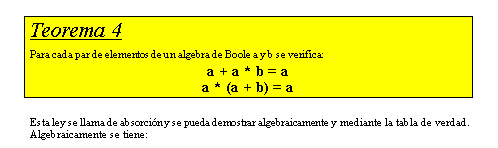 Teorema 4
Para cada par de elementos de un algebra de Boole a y b se verifica:
a + a * b = a
a * (a + b) = a
Esta ley se llama de absorción y se pueda demostrar algebraicamente y mediante la tabla de verdad.
Algebraicamente se tiene: